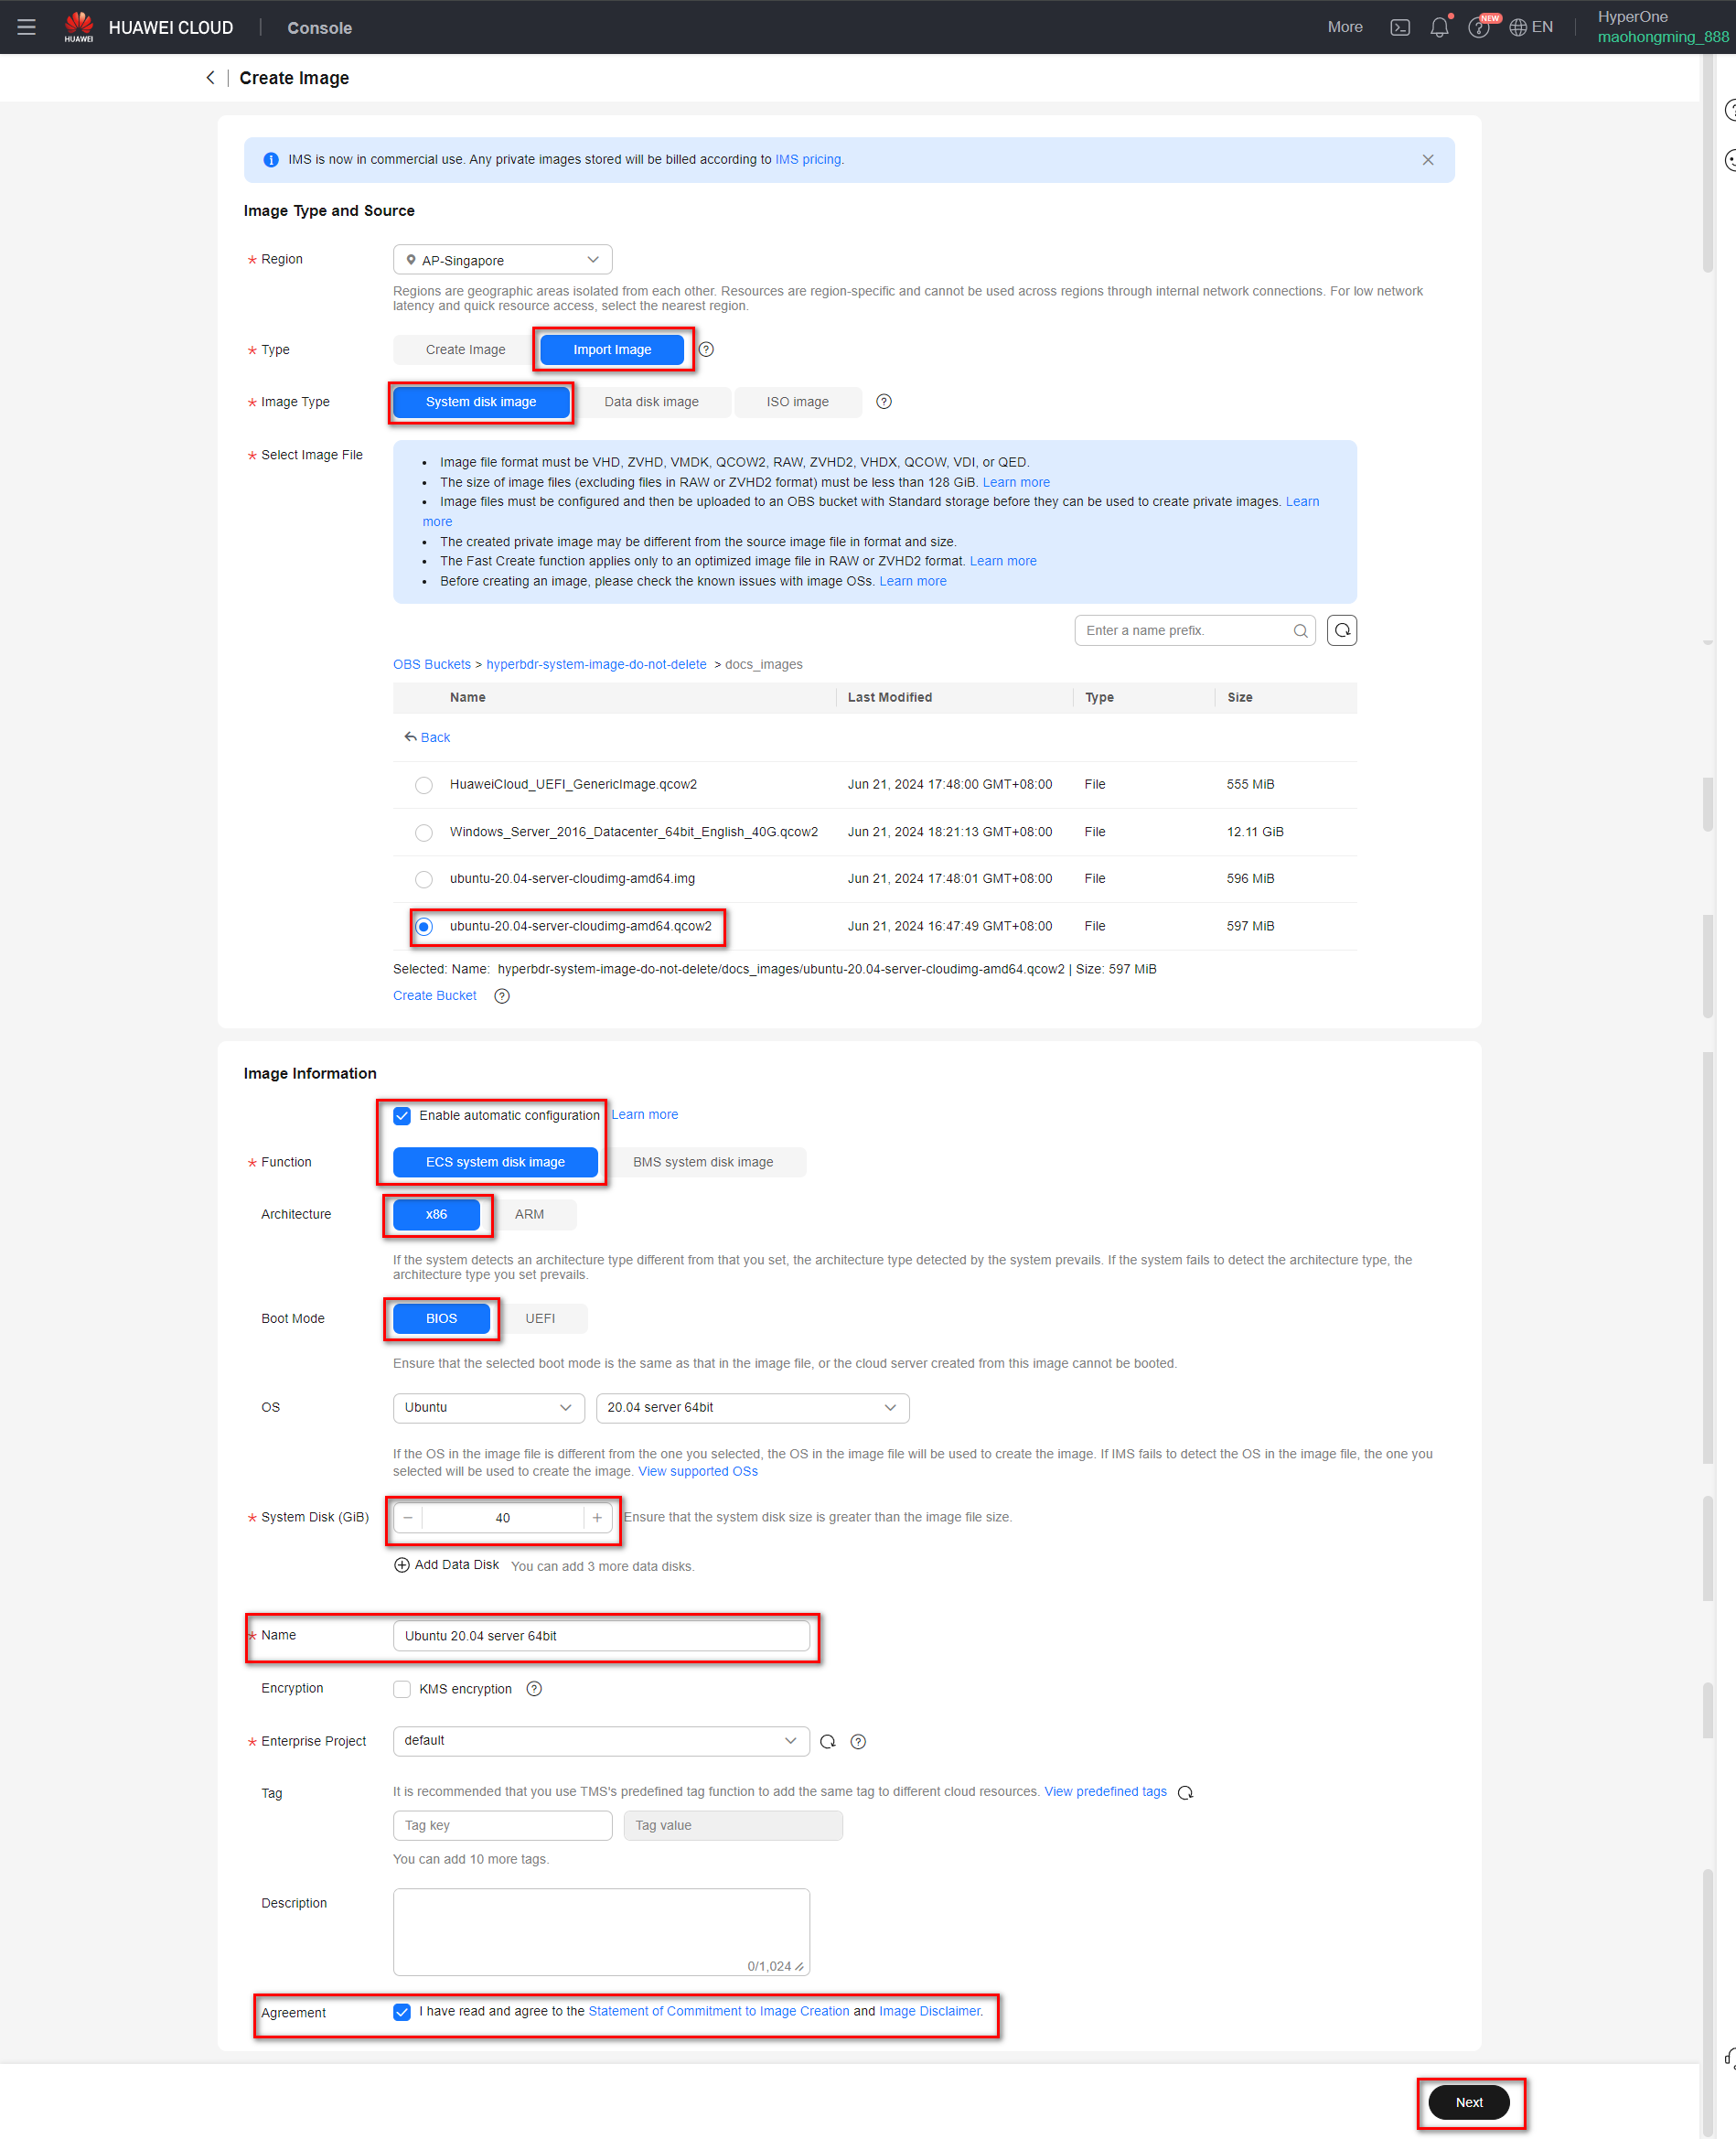 HUAWEI
HUAWEI CLOUD
Console
More
NEW
EN
HyperOne
maohongming_888
Create Image
IMS is now in commercial use. Any private images stored will be billed according to IMS pricing.
Image Type and Source
* Region
AP-Singapore
Regions are geographic areas isolated from each other. Resources are region-specific and cannot be used across regions through internal network connections. For low network
latency and quick resource access, select the nearest region.
* Type
Create Image
Import Image
* Image Type
System disk image
Data disk image
ISO image
* Select Image File
• Image file format must be VHD, ZVHD, VMDK, QCOW2, RAW, ZVHD2, VHDX, QCOW, VDI, or QED.
• The size of image files (excluding files in RAW or ZVHD2 format) must be less than 128 GiB. Learn more
• Image files must be configured and then be uploaded to an OBS bucket with Standard storage before they can be used to create private images. Learn
more
• The created private image may be different from the source image file in format and size.
• The Fast Create function applies only to an optimized image file in RAW or ZVHD2 format. Learn more
• Before creating an image, please check the known issues with image OSs. Learn more
Enter a name prefix.
OBS Buckets > hyperbdr-system-image-do-not-delete > docs_images
Name Last Modified Type Size
Back
HuaweiCloud_UEFI_GenericImage.qcow2 Jun 21, 2024 17:48:00 GMT+08:00 File 555 MiB
Windows_Server_2016_Datacenter_64bit_English_40G.qcow2 Jun 21, 2024 18:21:13 GMT+08:00 File 12.11 GiB
ubuntu-20.04-server-cloudimg-amd64.img Jun 21, 2024 17:48:01 GMT+08:00 File 596 MiB
ubuntu-20.04-server-cloudimg-amd64.qcow2 Jun 21, 2024 16:47:49 GMT+08:00 File 597 MiB
Selected: Name: hyperbdr-system-image-do-not-delete/docs_images/ubuntu-20.04-server-cloudimg-amd64.qcow2 | Size: 597 MiB
Create Bucket
Image Information
Enable automatic configuration Learn more
* Function
ECS system disk image
BMS system disk image
Architecture
x86
ARM
If the system detects an architecture type different from that you set, the architecture type detected by the system prevails. If the system fails to detect the architecture type, the
architecture type you set prevails.
Boot Mode
BIOS
UEFI
Ensure that the selected boot mode is the same as that in the image file, or the cloud server created from this image cannot be booted.
OS
Ubuntu
20.04 server 64bit
If the OS in the image file is different from the one you selected, the OS in the image file will be used to create the image. If IMS fails to detect the OS in the image file, the one you
selected will be used to create the image. View supported OSs
* System Disk (GiB)
− 40 +
Ensure that the system disk size is greater than the image file size.
Add Data Disk You can add 3 more data disks.
* Name
Ubuntu 20.04 server 64bit
Encryption
KMS encryption
* Enterprise Project
default
Tag
It is recommended that you use TMS's predefined tag function to add the same tag to different cloud resources. View predefined tags
Tag key
Tag value
You can add 10 more tags.
Description
0/1,024
Agreement
I have read and agree to the Statement of Commitment to Image Creation and Image Disclaimer.
Next